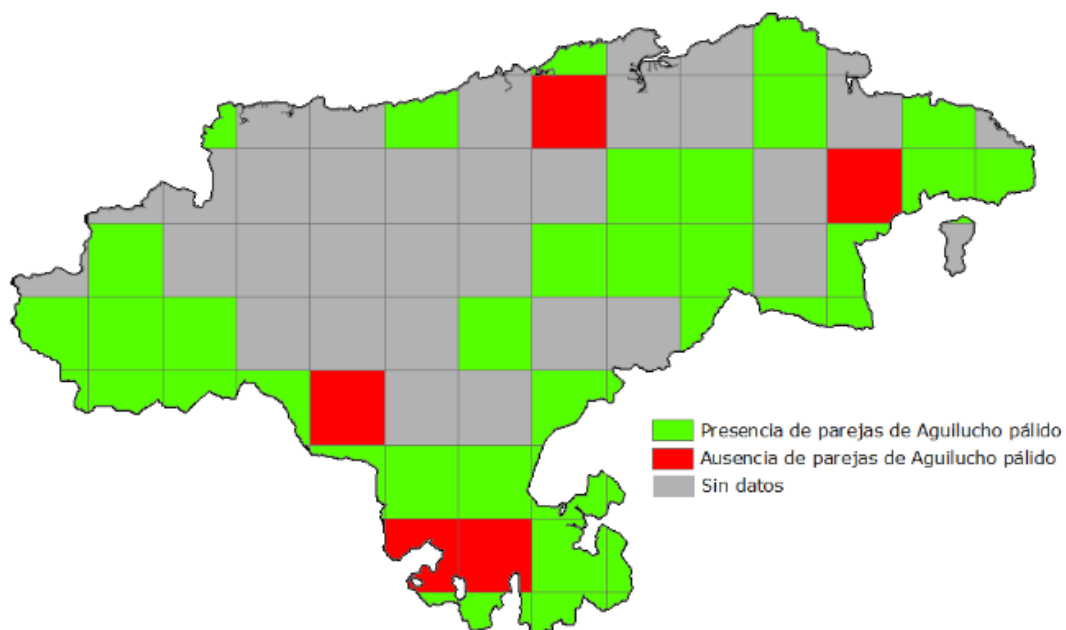 Presencia de parejas de Aguilucho pálido
Ausencia de parejas de Aguilucho pálido
Sin datos